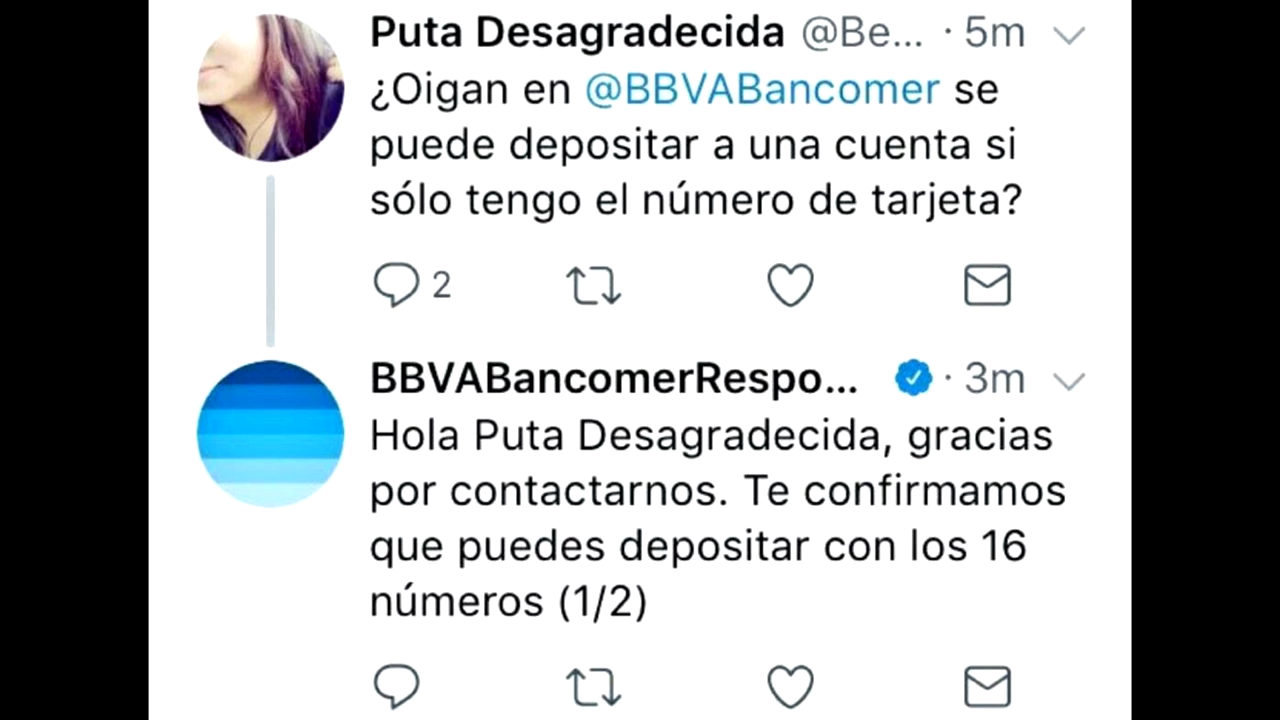 Puta Desagradecida @Be... · 5m
¿Oigan en @BBVABancomer se
puede depositar a una cuenta si
sólo tengo el número de tarjeta?
2
BBVABancomerRespo... · 3m
Hola Puta Desagradecida, gracias
por contactarnos. Te confirmamos
que puedes depositar con los 16
números (1/2)